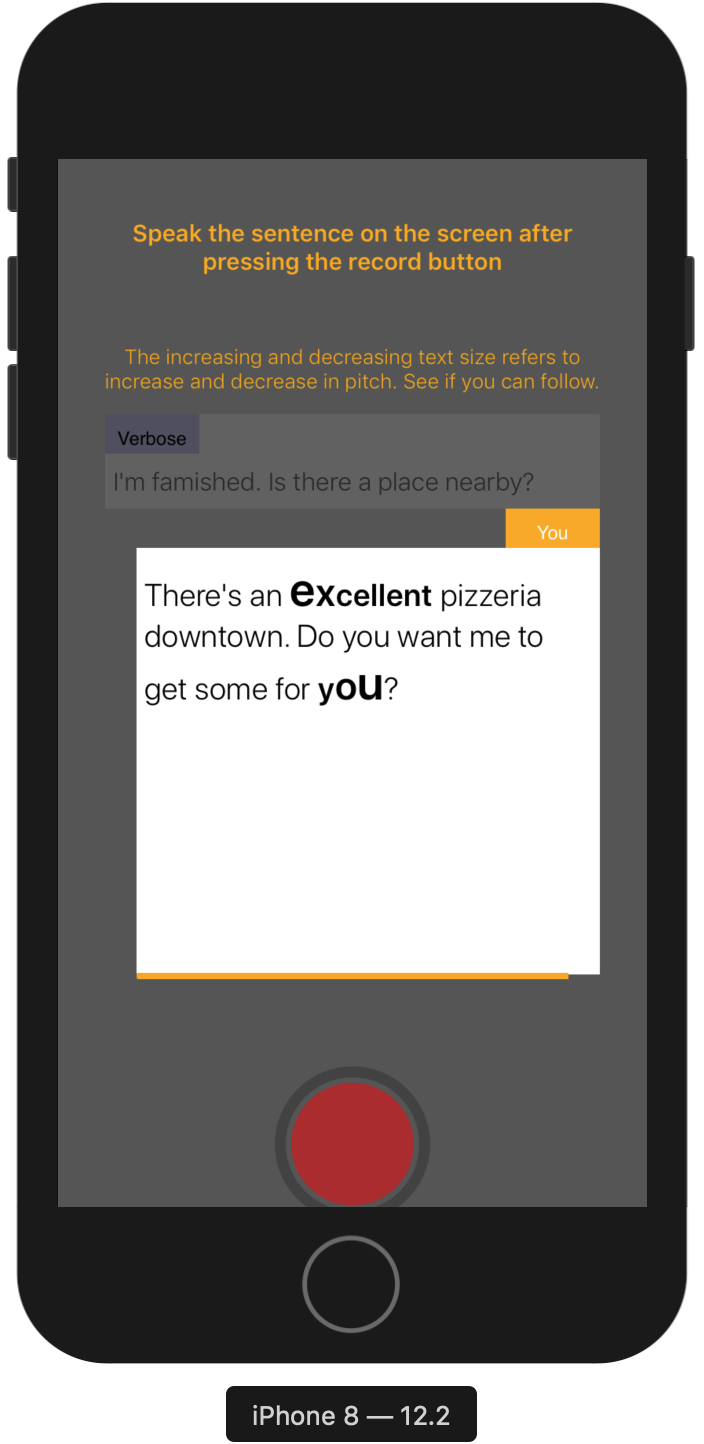 Speak the sentence on the screen after
pressing the record button
The increasing and decreasing text size refers to
increase and decrease in pitch. See if you can follow.
Verbose
I'm famished. Is there a place nearby?
You
There's an excellent pizzeria
downtown. Do you want me to
get some for you?
iPhone 8 — 12.2